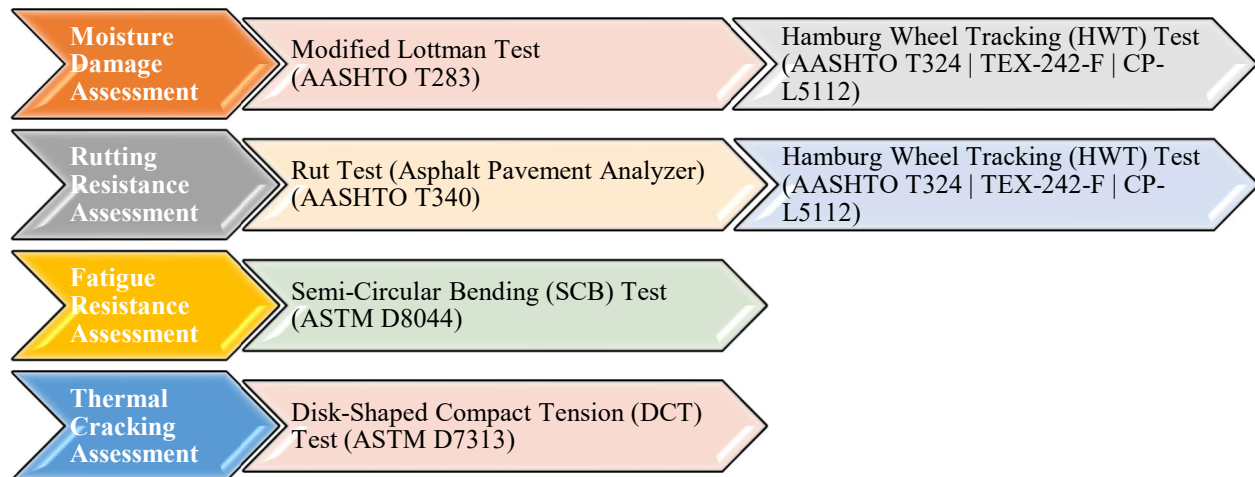 Moisture
Damage
Assessment
Modified Lottman Test
(AASHTO T283)
Hamburg Wheel Tracking (HWT) Test
(AASHTO T324 | TEX-242-F | CP-
L5112)
Rutting
Resistance
Assessment
Rut Test (Asphalt Pavement Analyzer)
(AASHTO T340)
Hamburg Wheel Tracking (HWT) Test
(AASHTO T324 | TEX-242-F | CP-
L5112)
Fatigue
Resistance
Assessment
Semi-Circular Bending (SCB) Test
(ASTM D8044)
Thermal
Cracking
Assessment
Disk-Shaped Compact Tension (DCT)
Test (ASTM D7313)